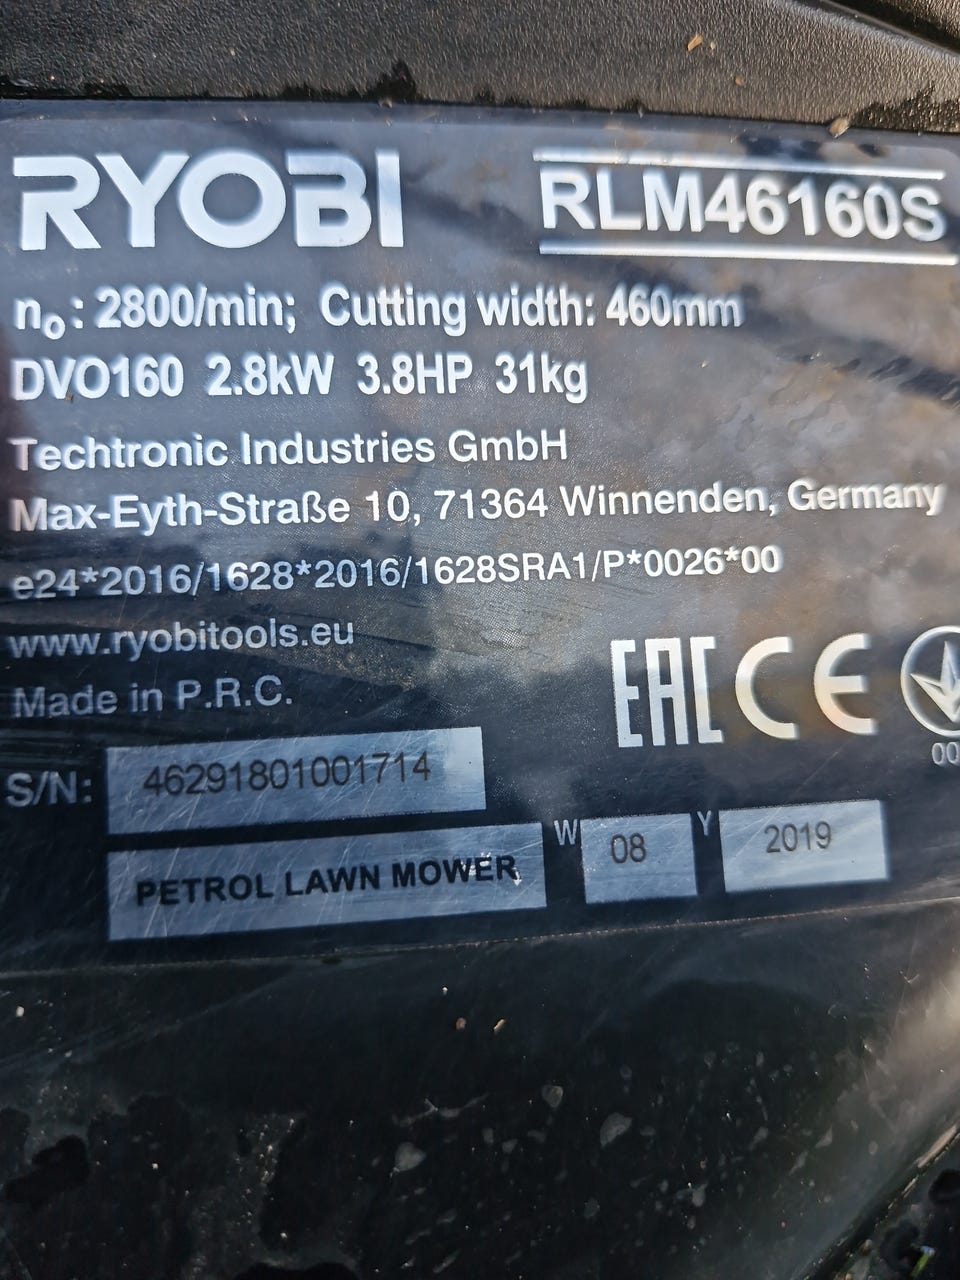 RYOBI RLM46160S
no: 2800/min; Cutting width: 460mm
DVO160 2.8kW 3.8HP 31kg
Techtronic Industries GmbH
Max-Eyth-Straße 10, 71364 Winnenden, Germany
e24*2016/1628*2016/1628SRA1/P*0026*00
www.ryobitools.eu
Made in P.R.C.
EAC CE
S/N: 46291801001714
PETROL LAWN MOWER W 08 Y 2019